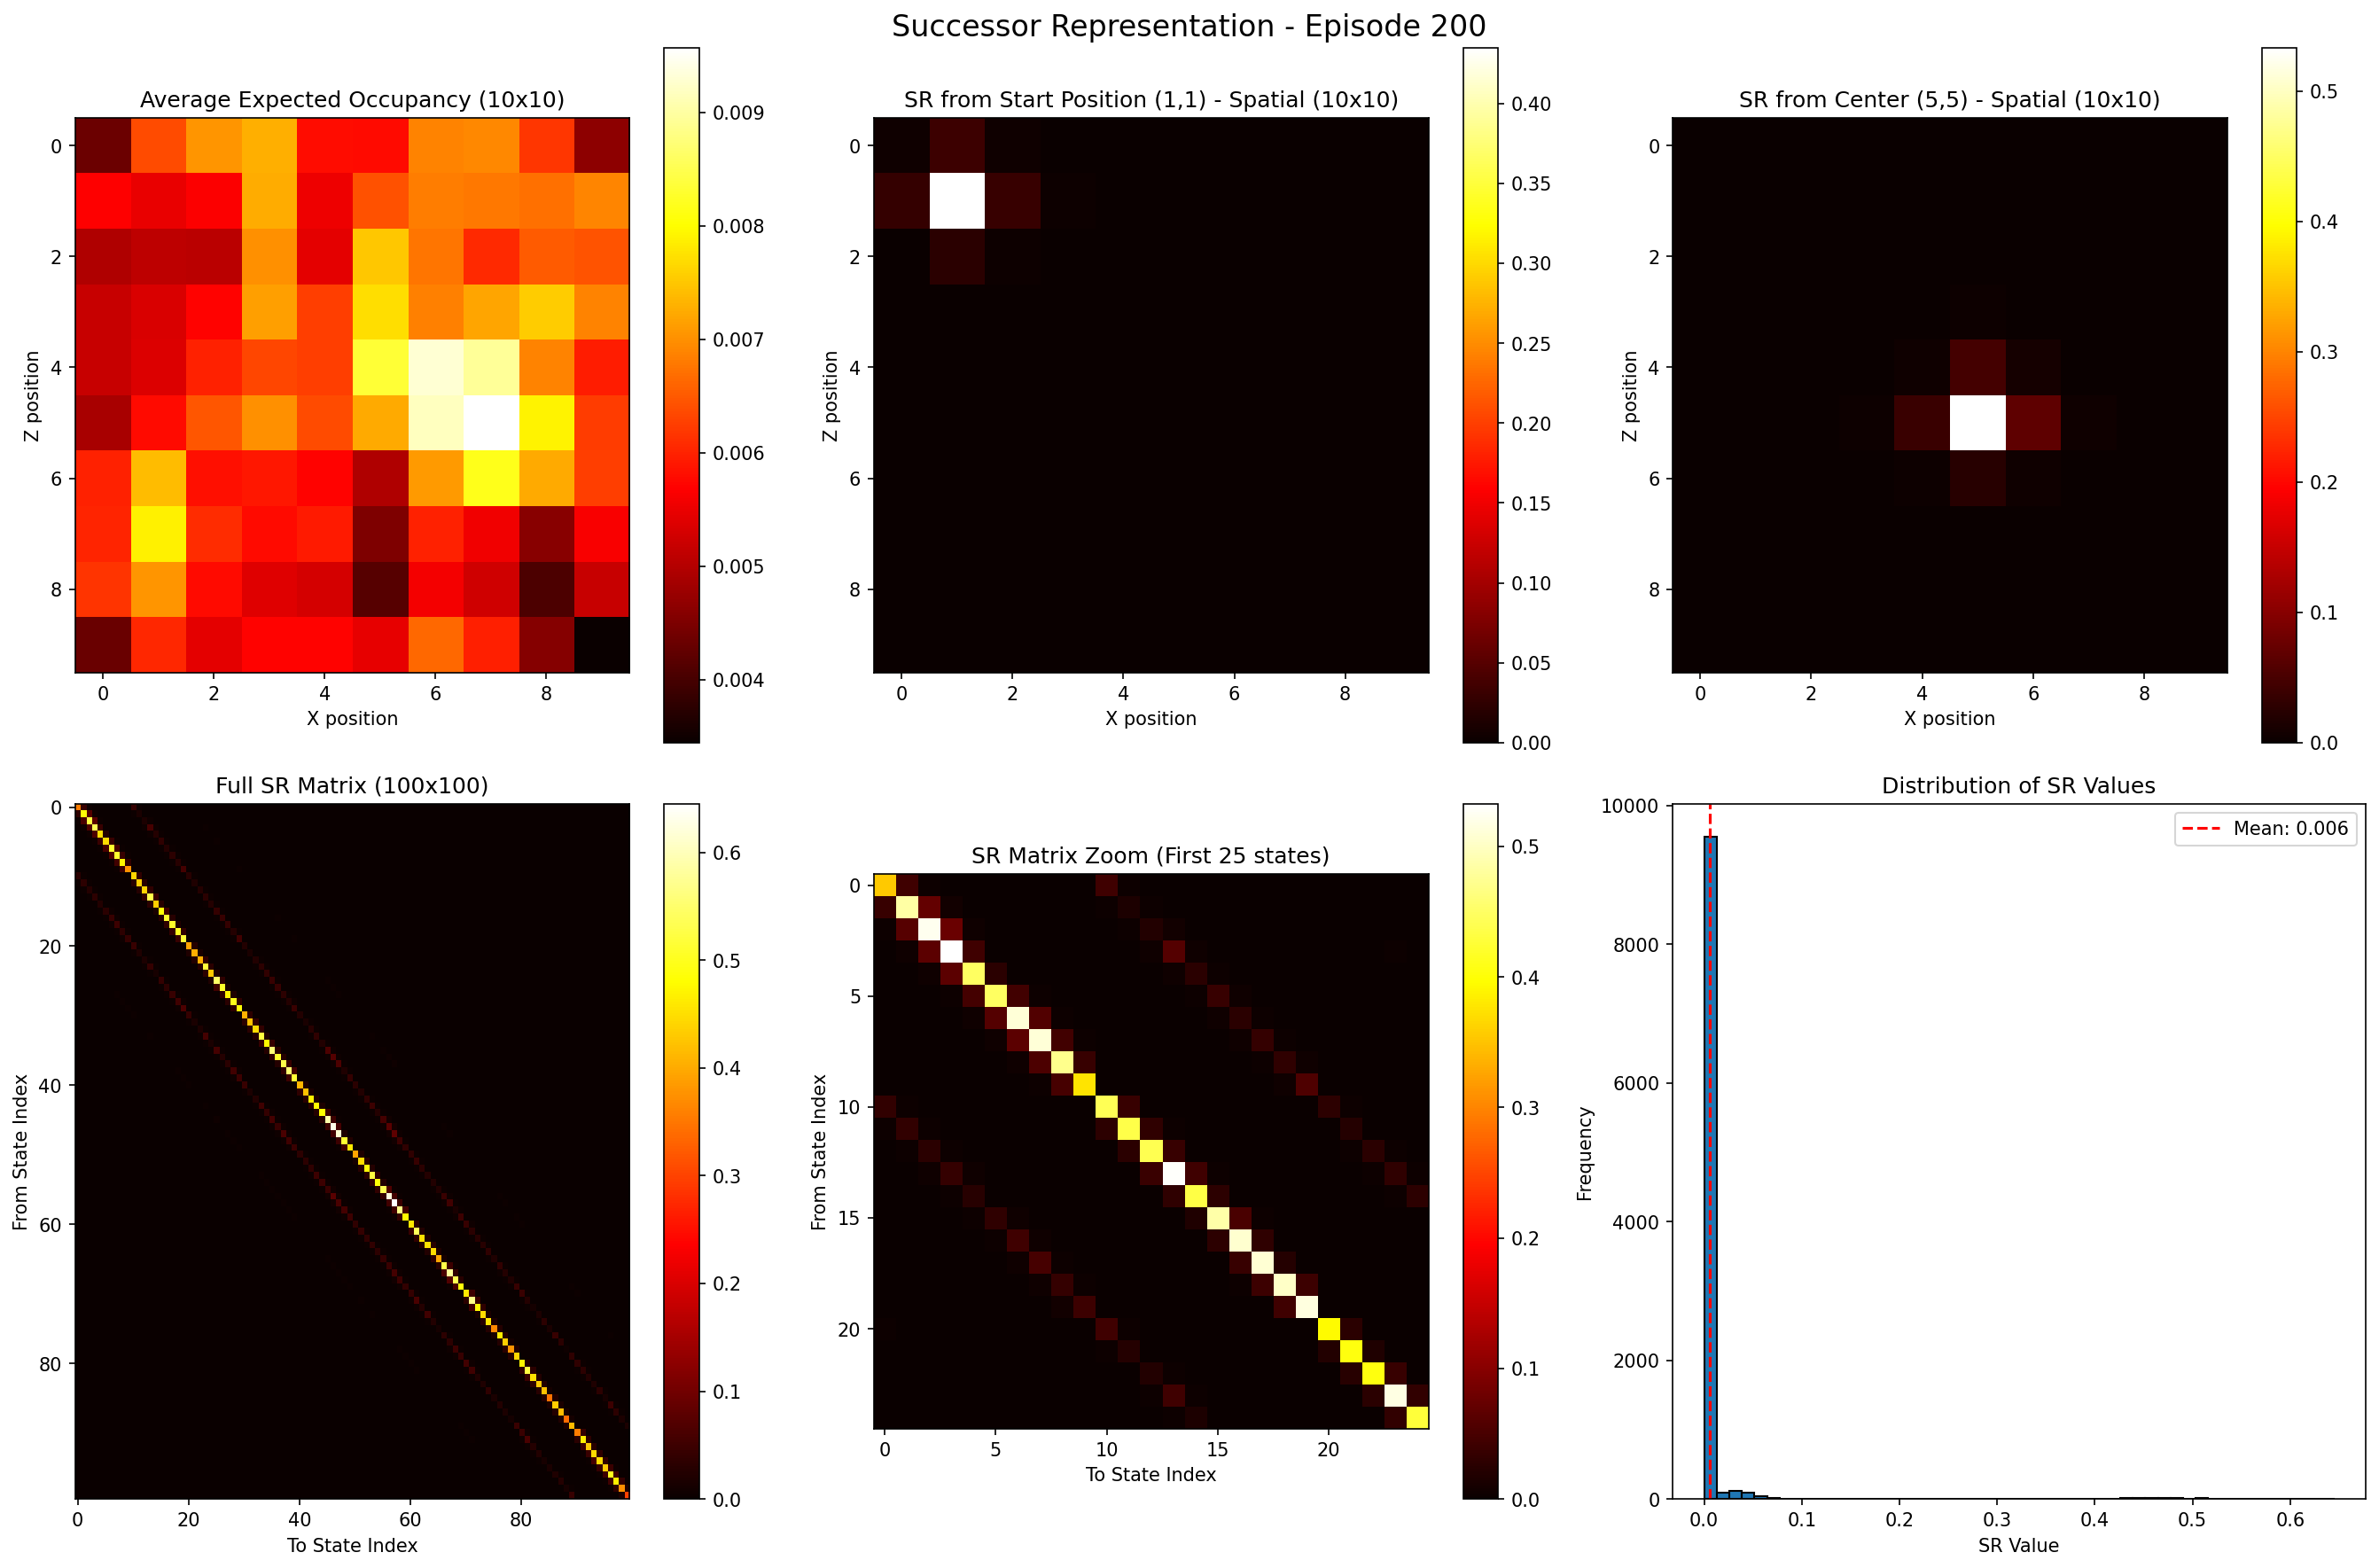 Successor Representation - Episode 200
Average Expected Occupancy (10x10)
Z position
0
2
4
6
8
0 2 4 6 8
X position
0.009
0.008
0.007
0.006
0.005
0.004
SR from Start Position (1,1) - Spatial (10x10)
Z position
0
2
4
6
8
0 2 4 6 8
X position
0.40
0.35
0.30
0.25
0.20
0.15
0.10
0.05
0.00
SR from Center (5,5) - Spatial (10x10)
Z position
0
2
4
6
8
0 2 4 6 8
X position
0.5
0.4
0.3
0.2
0.1
0.0
Full SR Matrix (100x100)
From State Index
0
20
40
60
80
0 20 40 60 80
To State Index
0.6
0.5
0.4
0.3
0.2
0.1
0.0
SR Matrix Zoom (First 25 states)
From State Index
0
5
10
15
20
0 5 10 15 20
To State Index
0.5
0.4
0.3
0.2
0.1
0.0
Distribution of SR Values
Mean: 0.006
Frequency
10000
8000
6000
4000
2000
0
0.0 0.1 0.2 0.3 0.4 0.5 0.6
SR Value